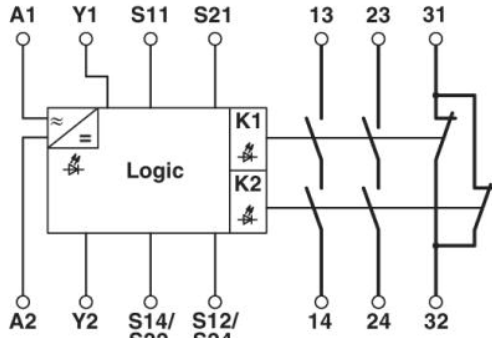 A1 Y1 S11 S21 13 23 31
≈
=
K1
Logic
K2
A2 Y2 S14/ S12/ 14 24 32